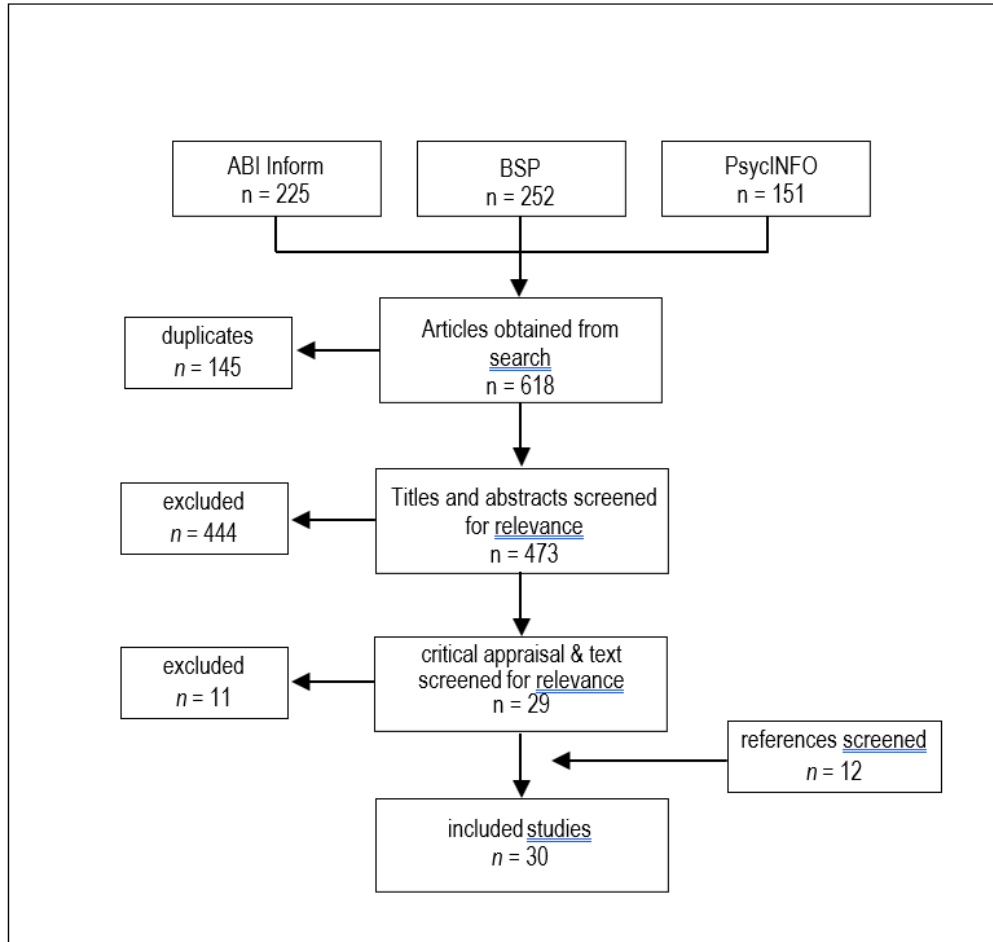 ABI Inform
n = 225
BSP
n = 252
PsycINFO
n = 151
duplicates
n = 145
Articles obtained from
search
n = 618
excluded
n = 444
Titles and abstracts screened
for relevance
n = 473
excluded
n = 11
critical appraisal & text
screened for relevance
n = 29
references screened
n = 12
included studies
n = 30